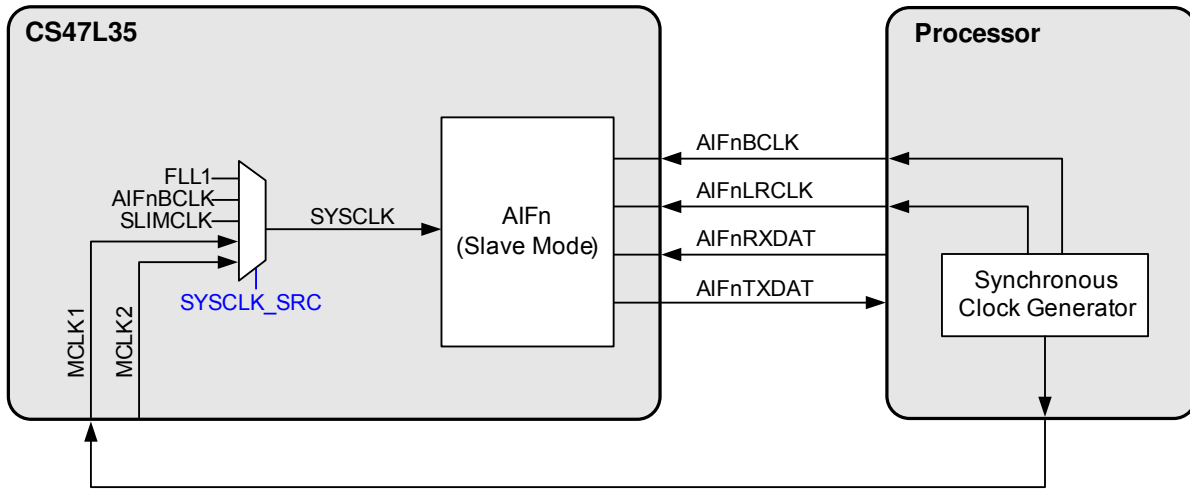 CS47L35
Processor
AIFnBCLK
FLL1
AIFnBCLK
SLIMCLK
SYSCLK
AIFn
(Slave Mode)
AIFnLRCLK
AIFnRXDAT
AIFnTXDAT
SYSCLK_SRC
MCLK1
MCLK2
Synchronous
Clock Generator